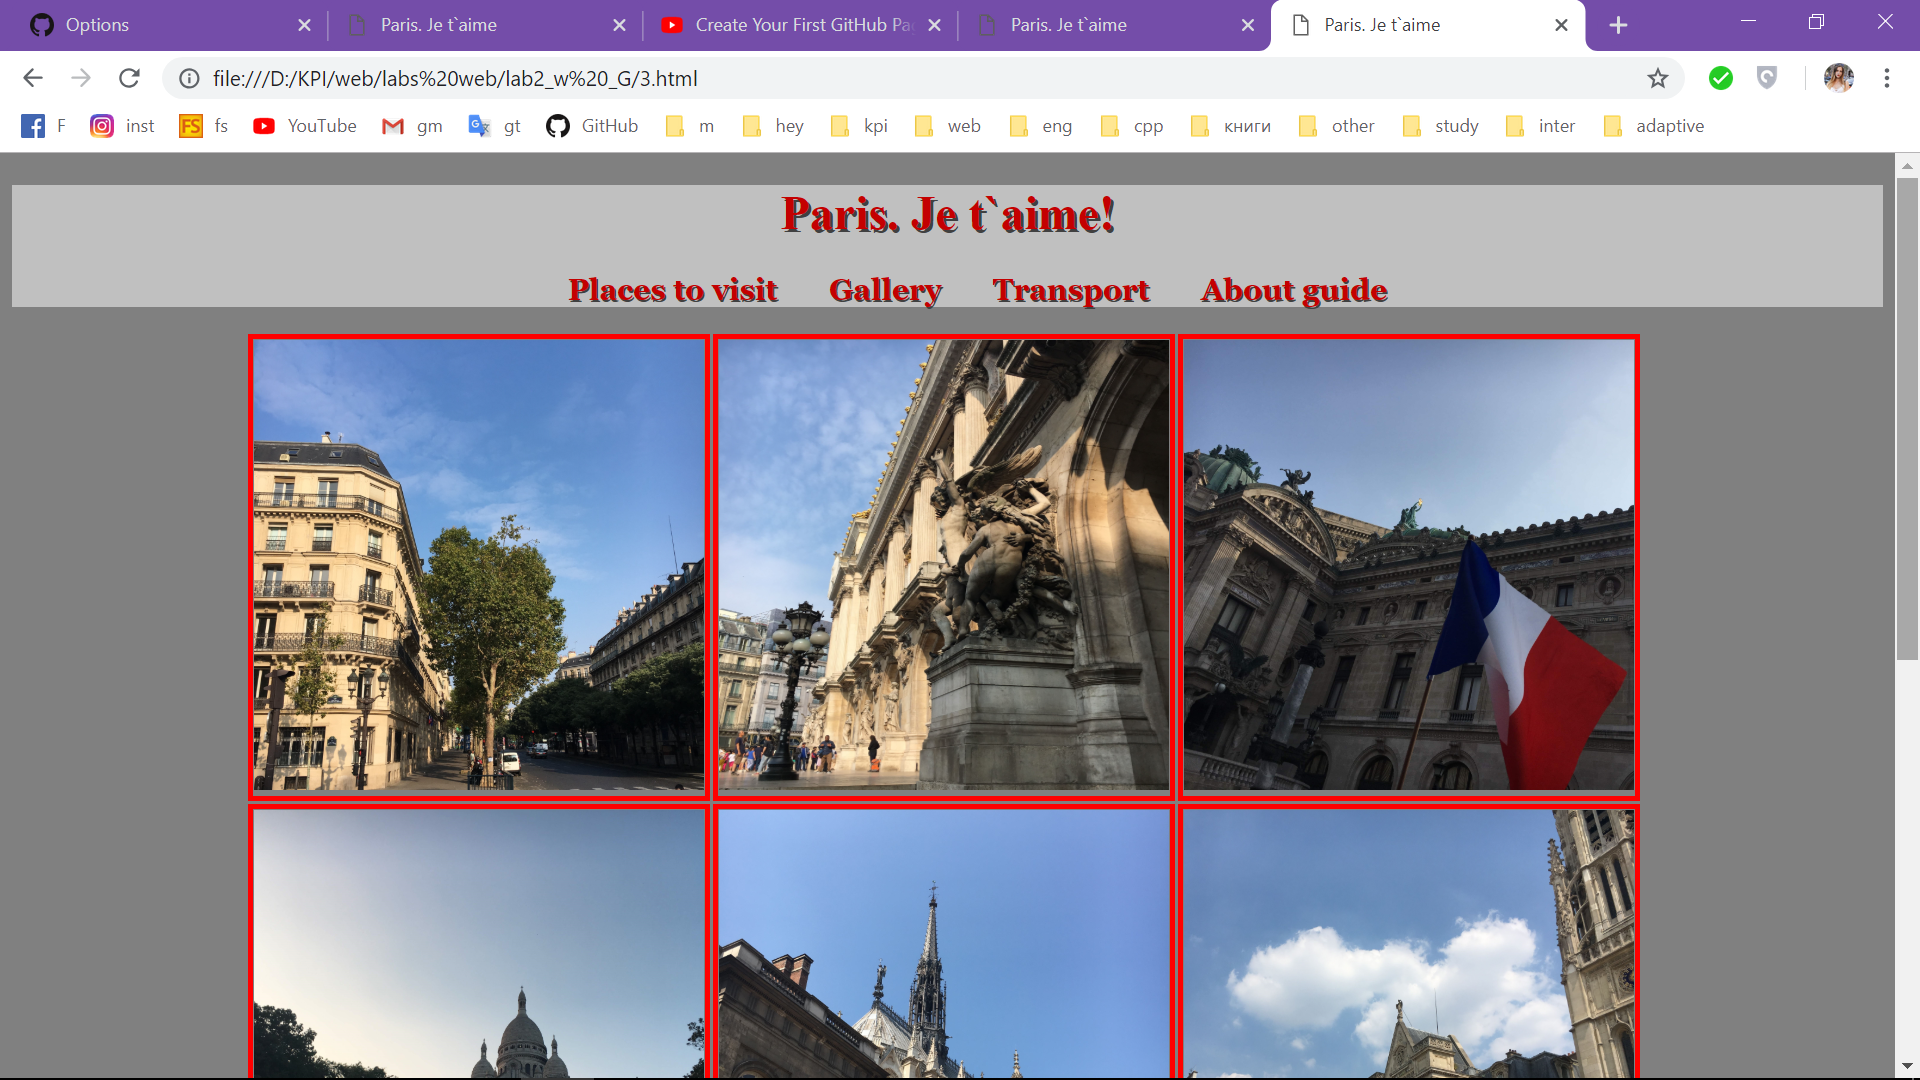 Options
Paris. Je t`aime
Create Your First GitHub Pa
Paris. Je t`aime
Paris. Je t`aime
file:///D:/KPI/web/labs%20web/lab2_w%20_G/3.html
F inst FS fs YouTube gm gt GitHub m hey kpi web eng cpp книги other study inter adaptive
Paris. Je t`aime!
Places to visit Gallery Transport About guide